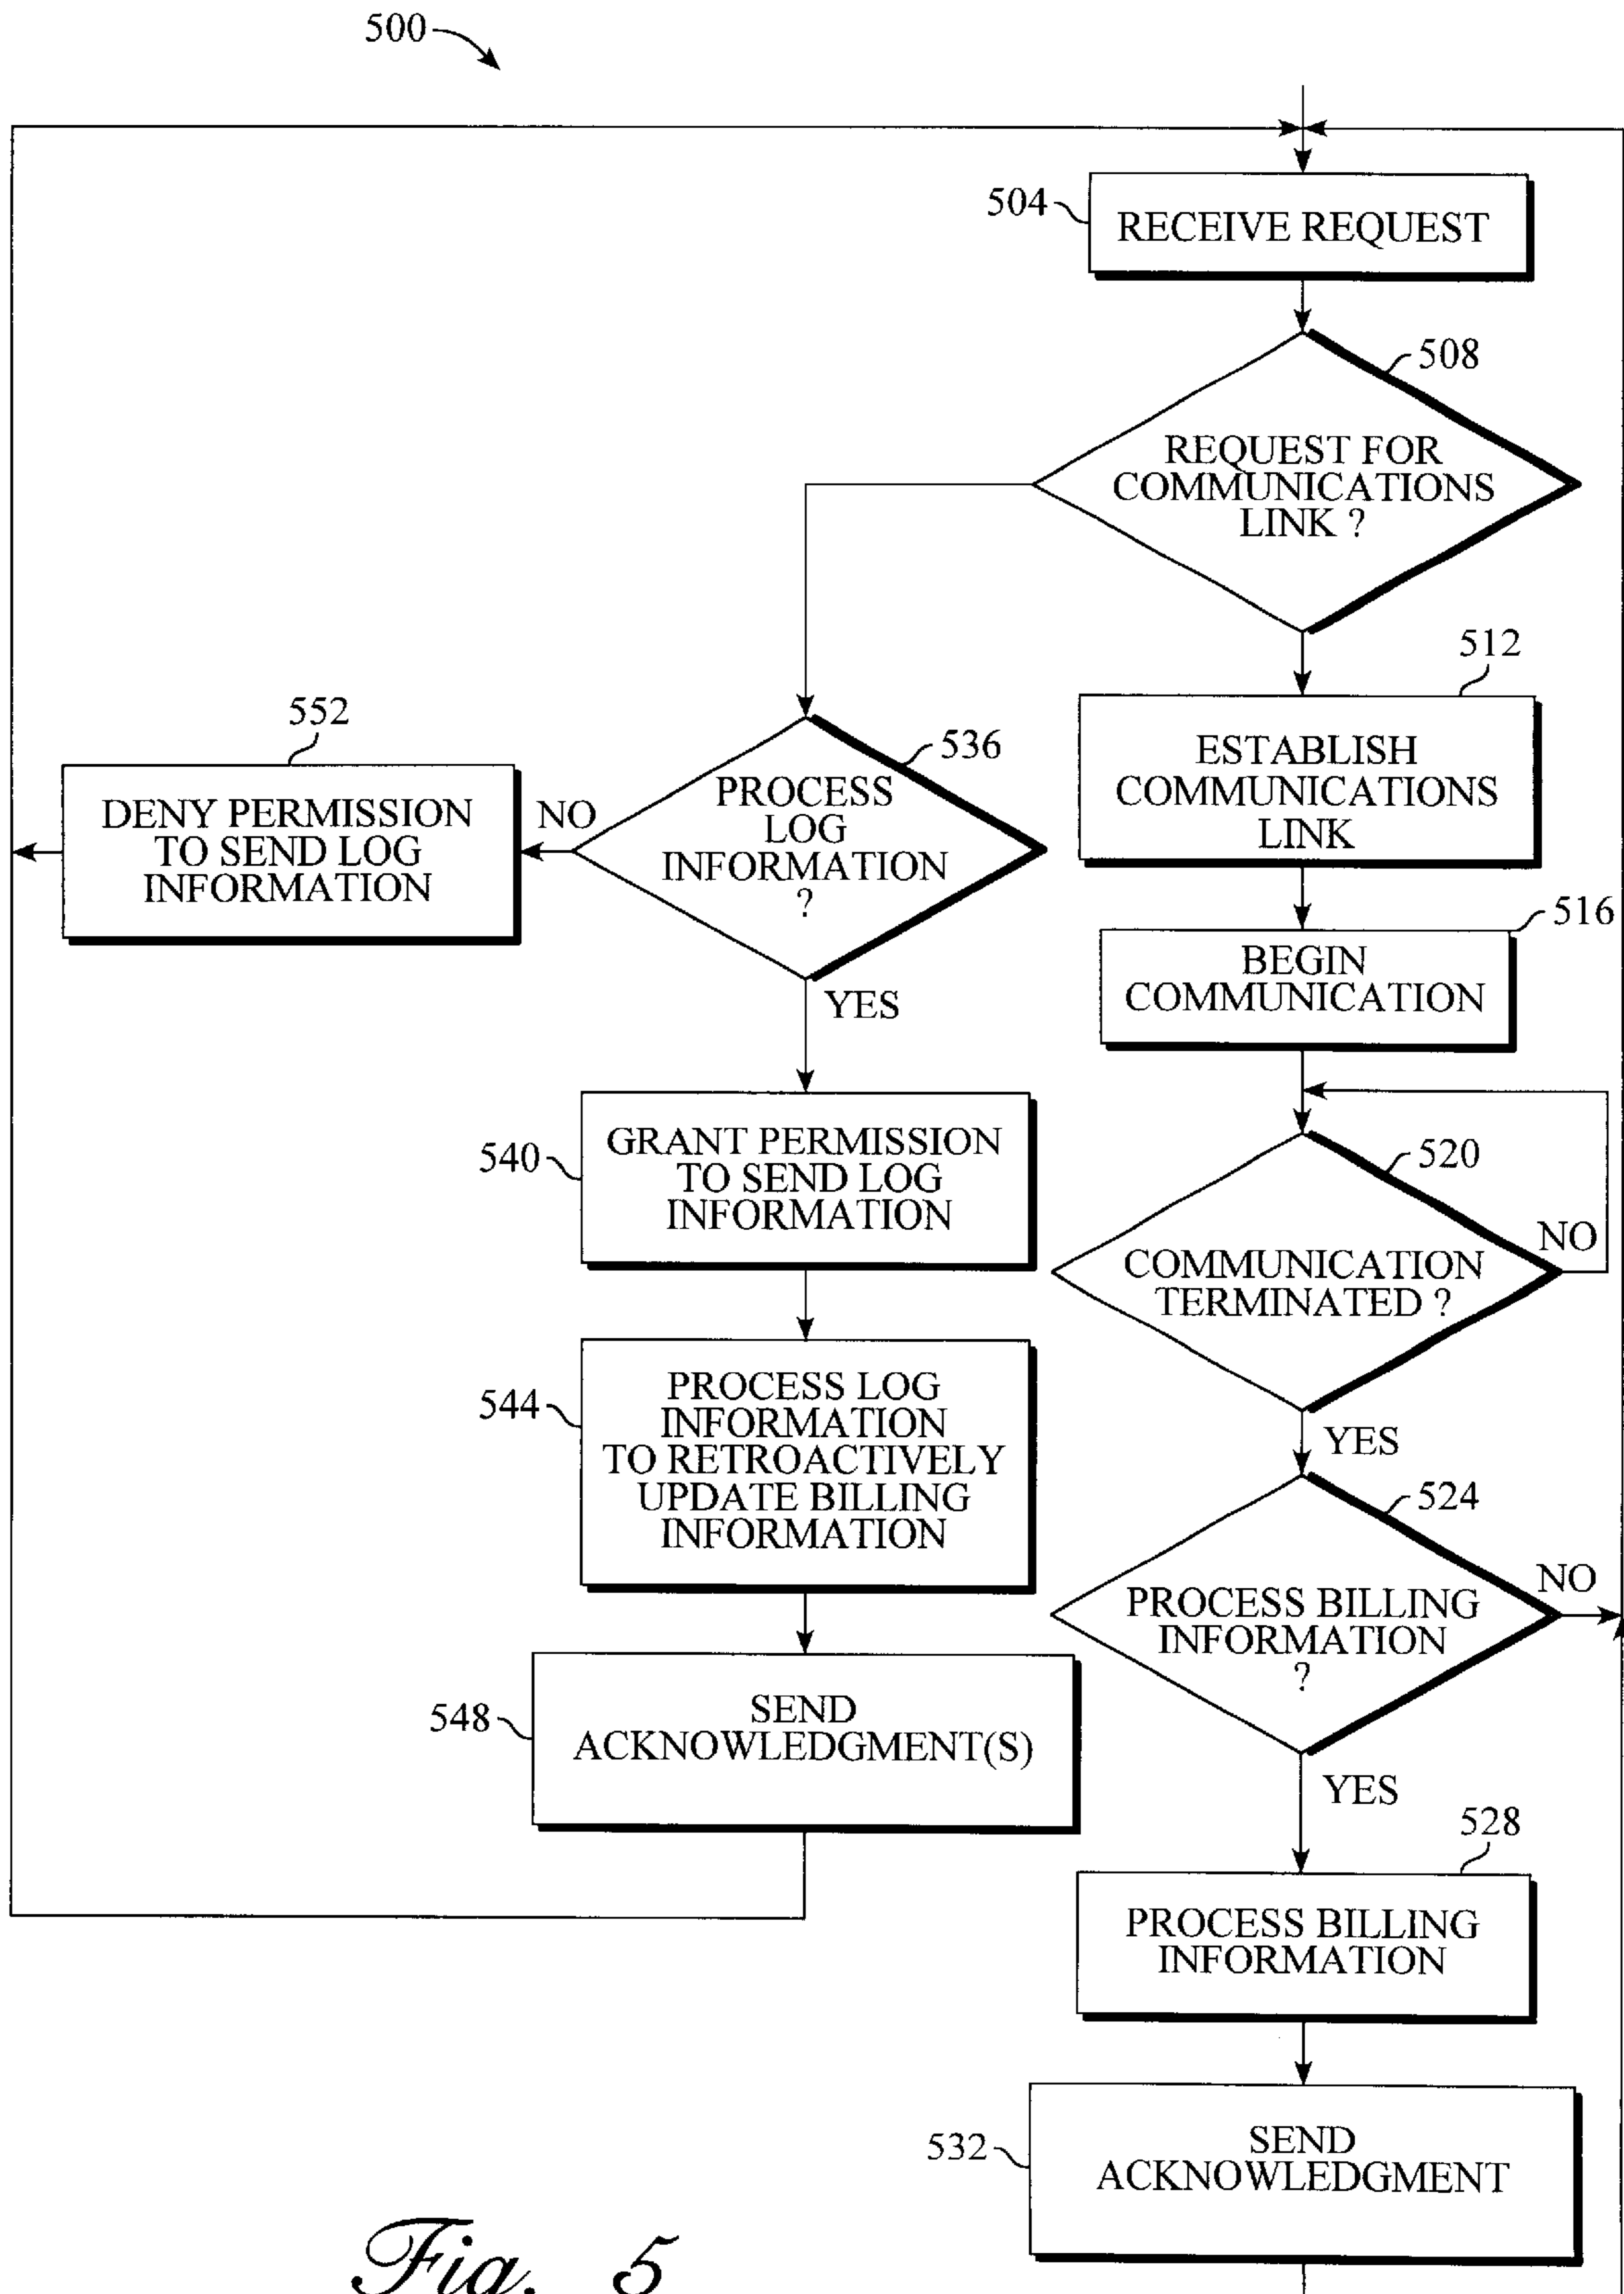 500
504
RECEIVE REQUEST
508
REQUEST FOR
COMMUNICATIONS
LINK ?
512
ESTABLISH
COMMUNICATIONS
LINK
516
BEGIN
COMMUNICATION
520
COMMUNICATION
TERMINATED ?
NO
YES
524
PROCESS BILLING
INFORMATION
?
NO
YES
528
PROCESS BILLING
INFORMATION
532
SEND
ACKNOWLEDGMENT
536
PROCESS
LOG
INFORMATION
?
NO
YES
552
DENY PERMISSION
TO SEND LOG
INFORMATION
540
GRANT PERMISSION
TO SEND LOG
INFORMATION
544
PROCESS LOG
INFORMATION
TO RETROACTIVELY
UPDATE BILLING
INFORMATION
548
SEND
ACKNOWLEDGMENT(S)
Fig. 5